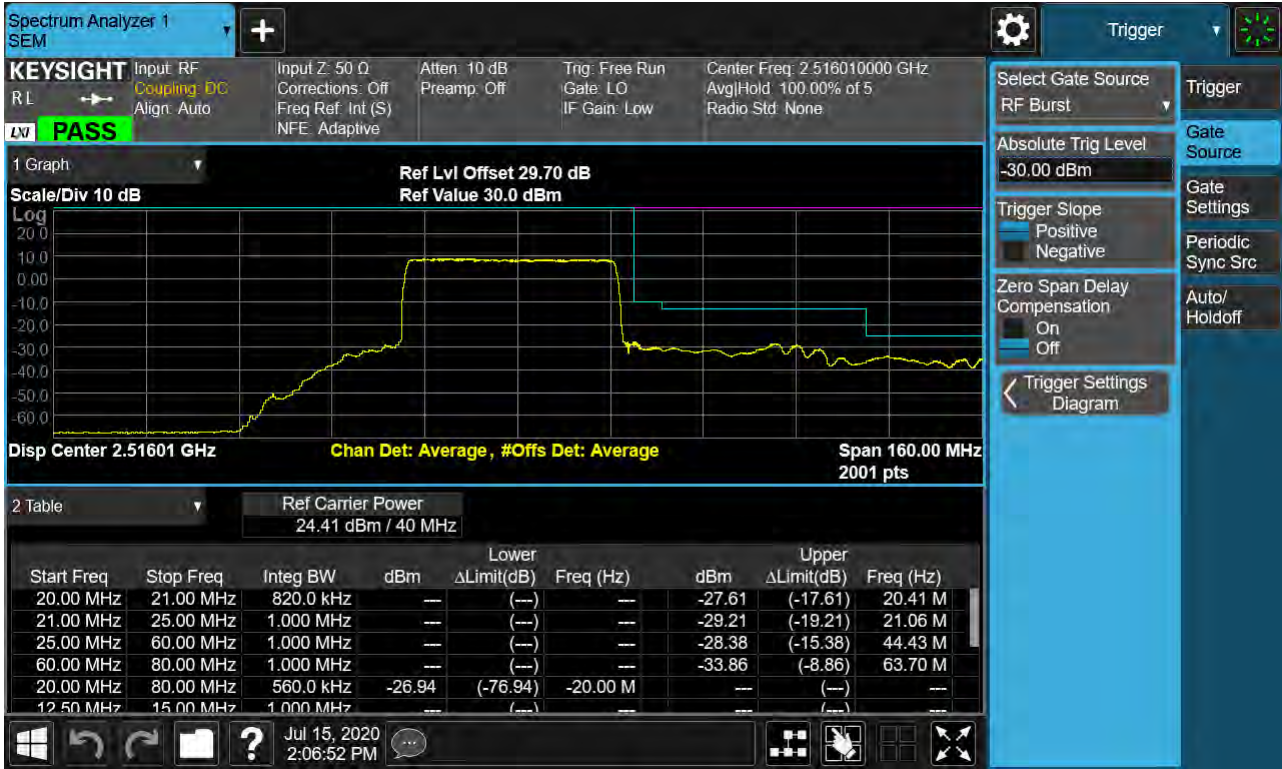 Spectrum Analyzer 1
SEM
+
Trigger
KEYSIGHT
RL
LXI PASS
Input: RF
Coupling: DC
Align: Auto
Input Z: 50 Ω
Corrections: Off
Freq Ref: Int (S)
NFE: Adaptive
Atten: 10 dB
Preamp: Off
Trig: Free Run
Gate: LO
IF Gain: Low
Center Freq: 2.516010000 GHz
Avg|Hold: 100.00% of 5
Radio Std: None
1 Graph
Scale/Div 10 dB
Ref Lvl Offset 29.70 dB
Ref Value 30.0 dBm
Log
20.0
10.0
0.00
-10.0
-20.0
-30.0
-40.0
-50.0
-60.0
Disp Center 2.51601 GHz
Chan Det: Average, #Offs Det: Average
Span 160.00 MHz
2001 pts
2 Table
Ref Carrier Power
24.41 dBm / 40 MHz
Lower Upper
Start Freq Stop Freq Integ BW dBm ΔLimit(dB) Freq (Hz) dBm ΔLimit(dB) Freq (Hz)
20.00 MHz 21.00 MHz 820.0 kHz --- (---) --- -27.61 (-17.61) 20.41 M
21.00 MHz 25.00 MHz 1.000 MHz --- (---) --- -29.21 (-19.21) 21.06 M
25.00 MHz 60.00 MHz 1.000 MHz --- (---) --- -28.38 (-15.38) 44.43 M
60.00 MHz 80.00 MHz 1.000 MHz --- (---) --- -33.86 (-8.86) 63.70 M
20.00 MHz 80.00 MHz 560.0 kHz -26.94 (-76.94) -20.00 M --- (---) ---
12.50 MHz 15.00 MHz 1.000 MHz --- (---) --- --- (---) ---
Select Gate Source
RF Burst
Absolute Trig Level
-30.00 dBm
Trigger Slope
Positive
Negative
Zero Span Delay
Compensation
On
Off
Trigger Settings
Diagram
Trigger
Gate
Source
Gate
Settings
Periodic
Sync Src
Auto/
Holdoff
?
Jul 15, 2020
2:06:52 PM